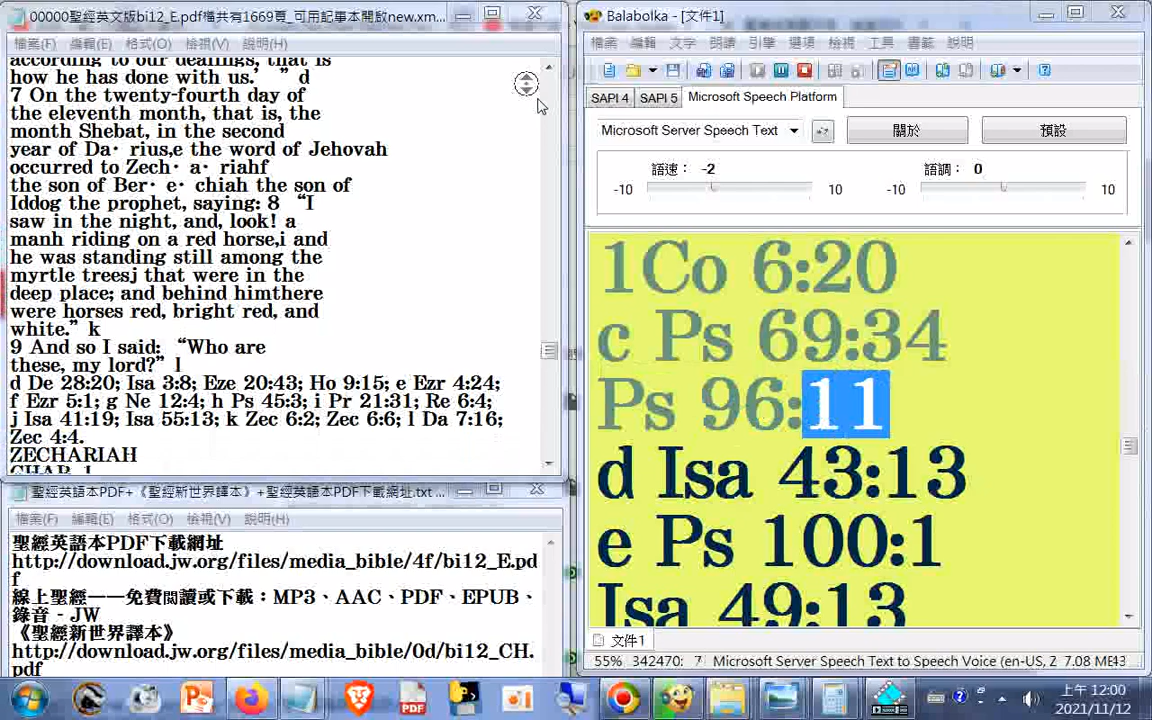 00000聖經英文版bi12_E.pdf檔共有1669頁_可用記事本開啟new.xm...
檔案(F) 編輯(E) 格式(O) 檢視(V) 說明(H)
according to our dealings, that is
how he has done with us.’ ”d
7 On the twenty-fourth day of
the eleventh month, that is, the
month Shebat, in the second
year of Da·rius,e the word of Jehovah
occurred to Zech·a·riahf
the son of Ber·e·chiah the son of
Iddog the prophet, saying: 8 “I
saw in the night, and, look! a
manh riding on a red horse,i and
he was standing still among the
myrtle treesj that were in the
deep place; and behind himthere
were horses red, bright red, and
white.”k
9 And so I said: “Who are
these, my lord?”l
d De 28:20; Isa 3:8; Eze 20:43; Ho 9:15; e Ezr 4:24;
f Ezr 5:1; g Ne 12:4; h Ps 45:3; i Pr 21:31; Re 6:4;
j Isa 41:19; Isa 55:13; k Zec 6:2; Zec 6:6; l Da 7:16;
Zec 4:4.
ZECHARIAH
CHAP. 1
聖經英語本PDF+《聖經新世界譯本》+聖經英語本PDF下載網址.txt ...
檔案(F) 編輯(E) 格式(O) 檢視(V) 說明(H)
聖經英語本PDF下載網址
http://download.jw.org/files/media_bible/4f/bi12_E.pd
f
線上聖經——免費閱讀或下載：MP3、AAC、PDF、EPUB、
錄音 - JW
《聖經新世界譯本》
http://download.jw.org/files/media_bible/0d/bi12_CH.
pdf
Balabolka - [文件1]
檔案 編輯 文字 朗讀 引擎 選項 檢視 工具 書籤 說明
SAPI 4 SAPI 5 Microsoft Speech Platform
Microsoft Server Speech Text 關於 預設
語速： -2 語調： 0
-10 10 -10 10
1Co 6:20
c Ps 69:34
Ps 96:11
d Isa 43:13
e Ps 100:1
Isa 49:13
文件1
55% 342470: 7 Microsoft Server Speech Text to Speech Voice (en-US, Z 7.08 MB
上午 12:00
2021/11/12